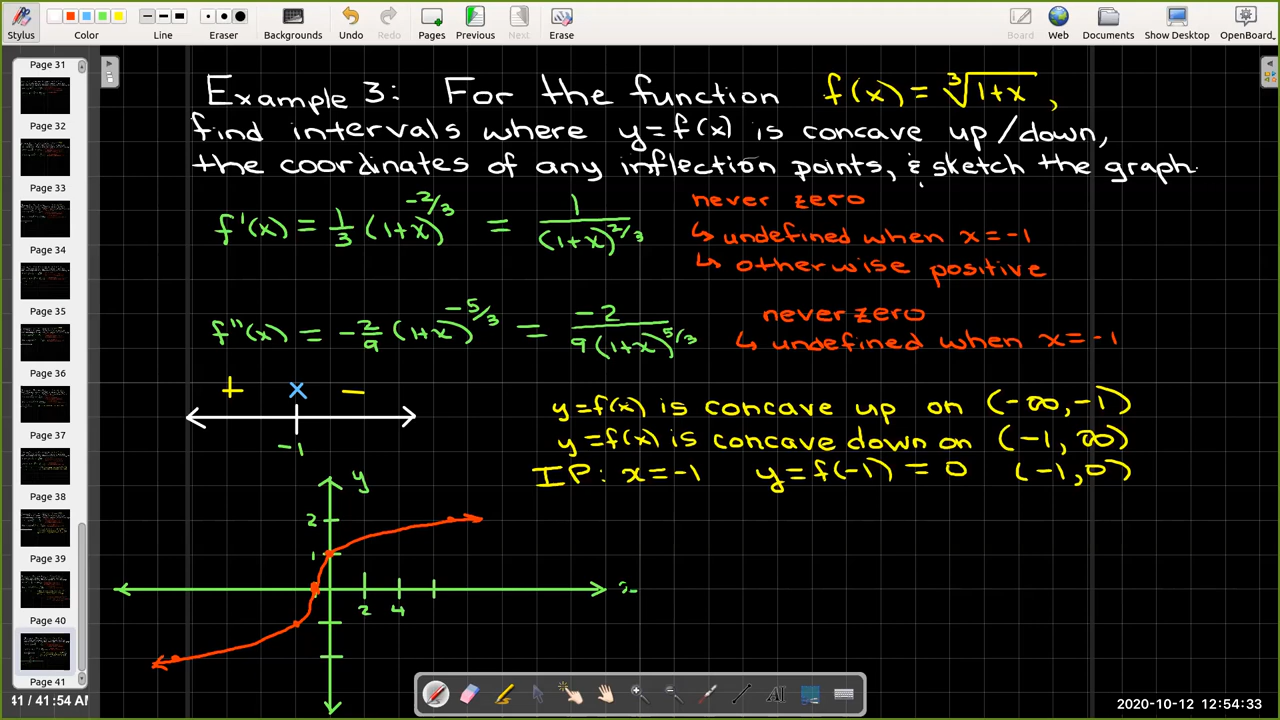 Stylus
Color
Line
Eraser
Backgrounds
Undo
Redo
Pages
Previous
Next
Erase
Board
Web
Documents
Show Desktop
OpenBoard
Page 31
Page 32
Page 33
Page 34
Page 35
Page 36
Page 37
Page 38
Page 39
Page 40
Page 41
Example 3: For the function f(x) = ∛(1+x),
find intervals where y=f(x) is concave up/down,
the coordinates of any inflection points, & sketch the graph.
f'(x) = 1/3 (1+x)^(-2/3) = 1/(1+x)^(2/3)
never zero
↳ undefined when x = -1
↳ otherwise positive
f''(x) = -2/9 (1+x)^(-5/3) = -2/(9(1+x)^(5/3))
never zero
↳ undefined when x = -1
+ × −
-1
y=f(x) is concave up on (-∞,-1)
y=f(x) is concave down on (-1,∞)
IP: x=-1 y=f(-1) = 0 (-1,0)
y
2
1
2 4
x
41 / 41:54 AM
2020-10-12 12:54:33